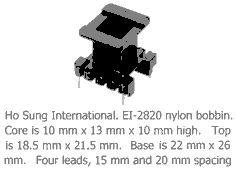 Ho Sung International. EI-2820 nylon bobbin.
Core is 10 mm x 13 mm x 10 mm high. Top
is 18.5 mm x 21.5 mm. Base is 22 mm x 26
mm. Four leads, 15 mm and 20 mm spacing